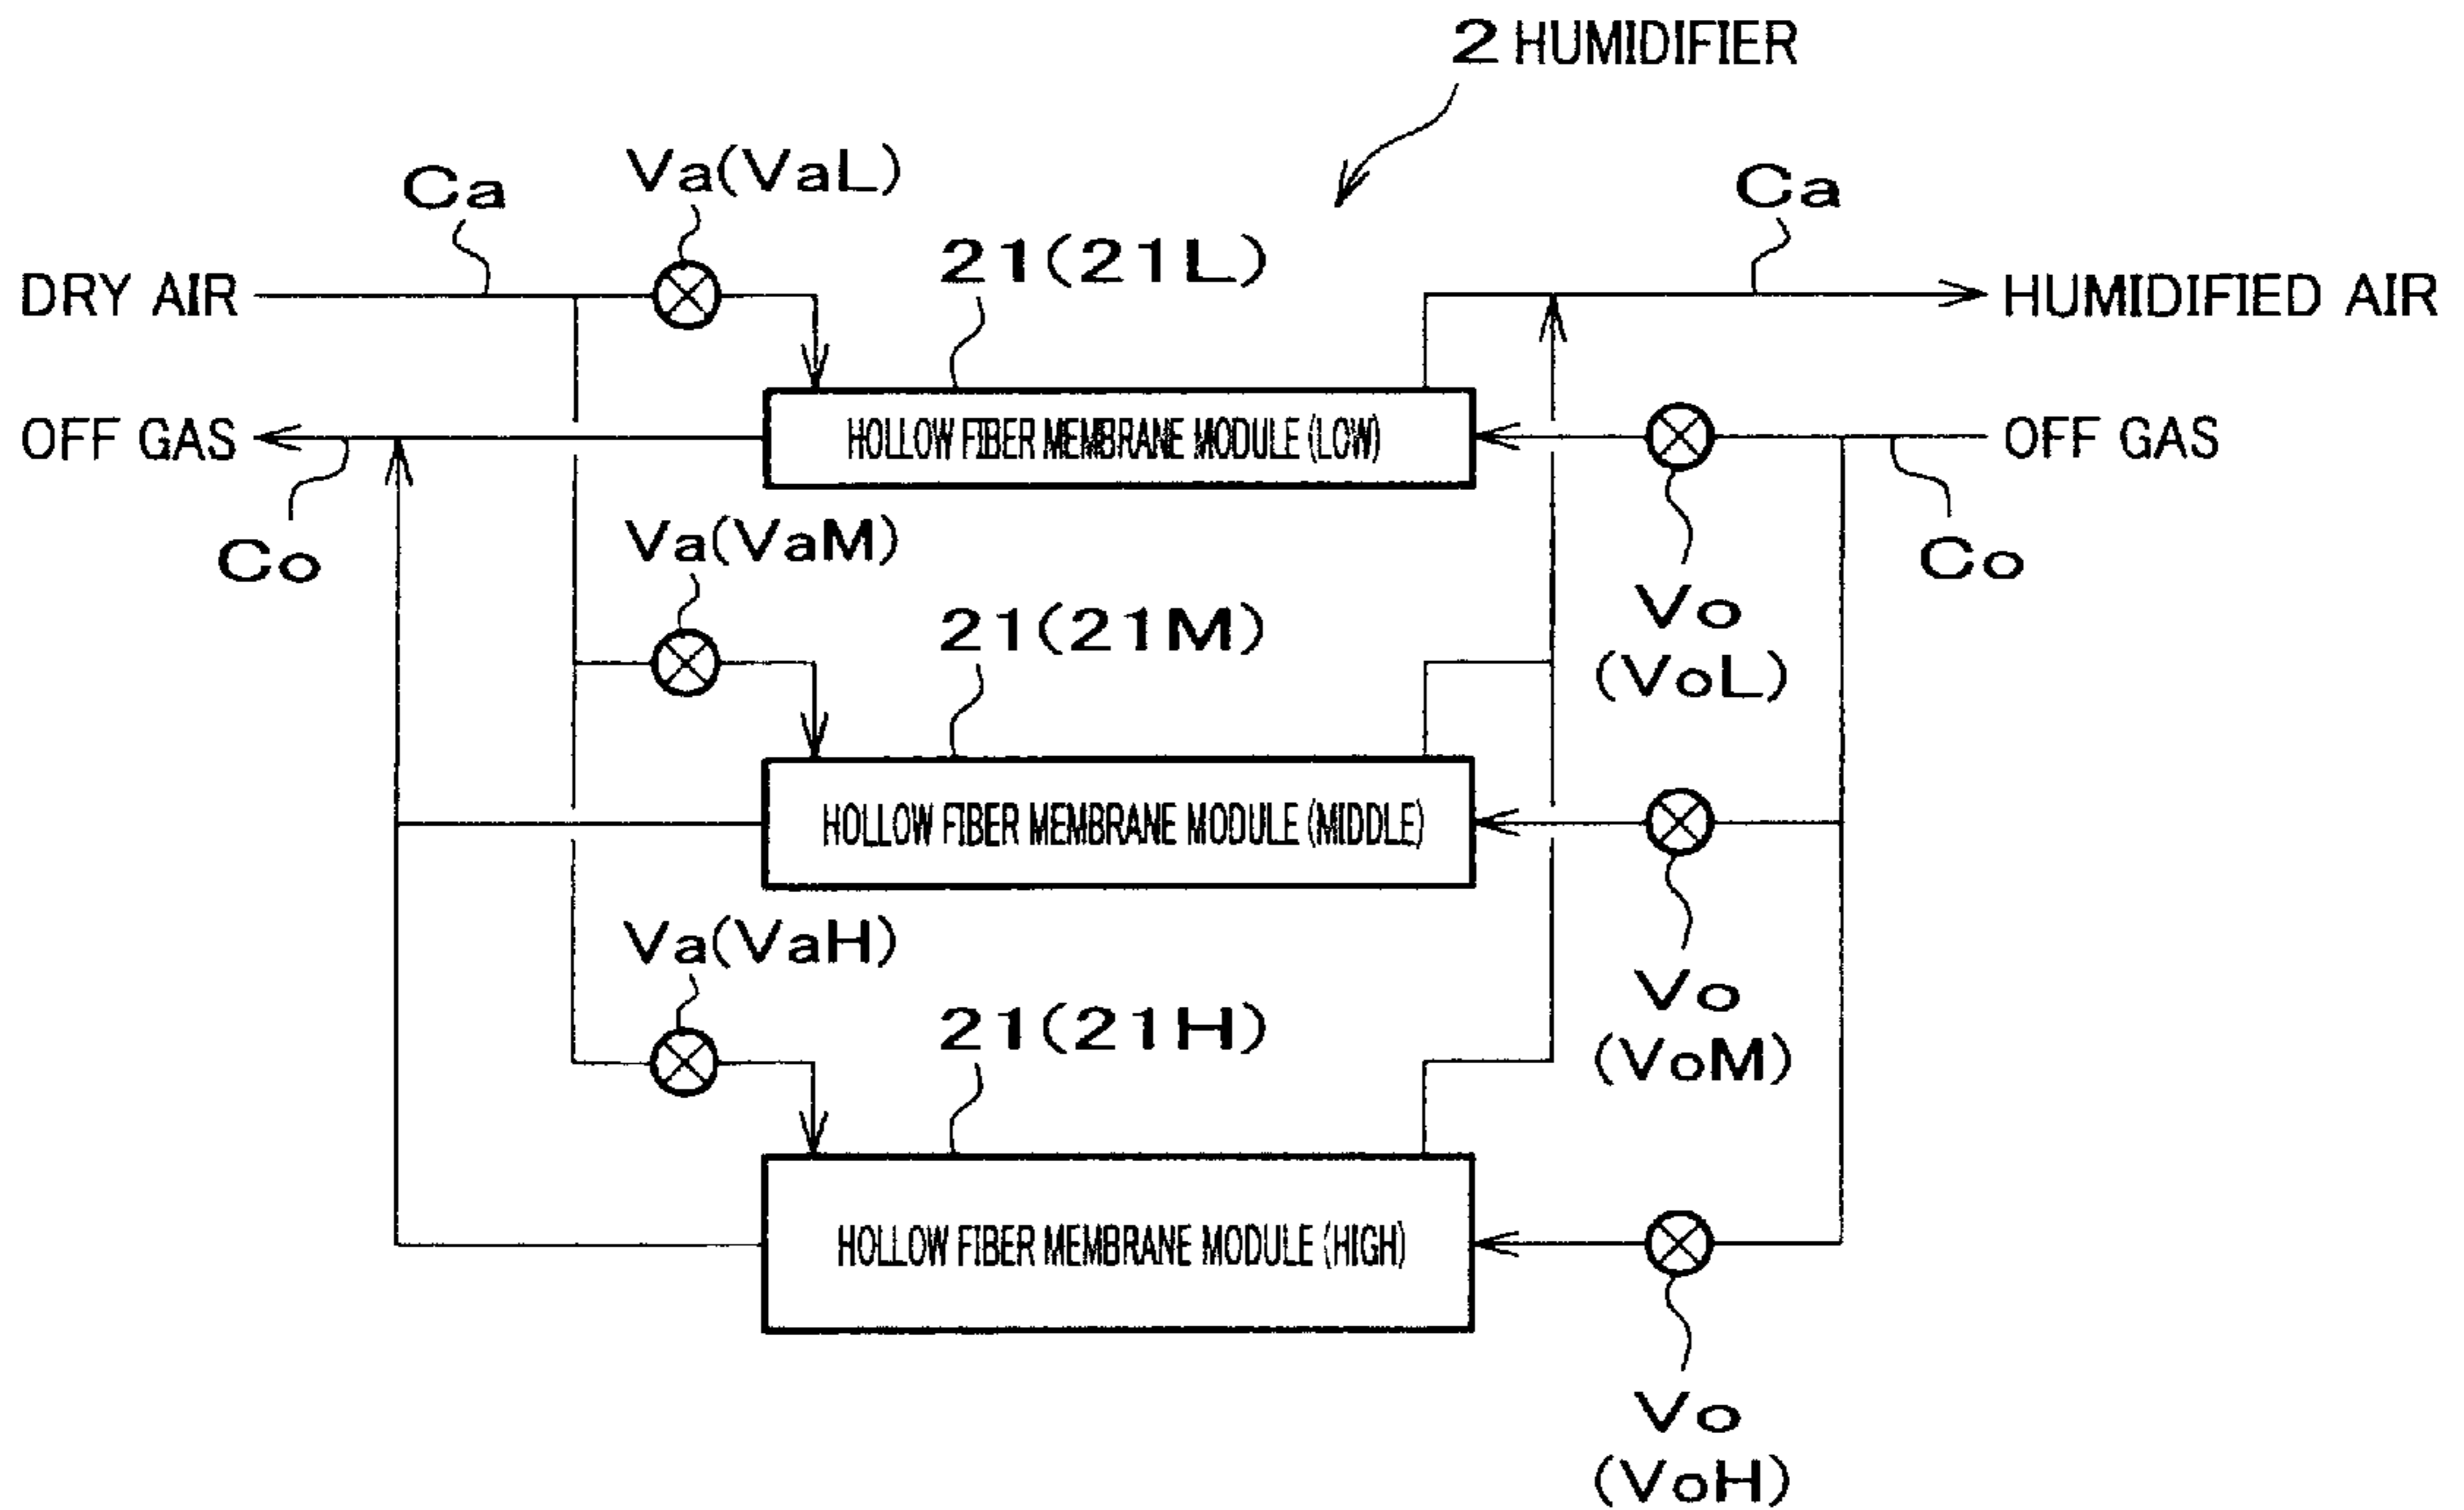 2 HUMIDIFIER
Va(VaL)
Ca
Ca
21(21L)
DRY AIR
HUMIDIFIED AIR
OFF GAS
HOLLOW FIBER MEMBRANE MODULE (LOW)
OFF GAS
Va(VaM)
Co
Co
Vo
(VoL)
21(21M)
HOLLOW FIBER MEMBRANE MODULE (MIDDLE)
Va(VaH)
Vo
(VoM)
21(21H)
HOLLOW FIBER MEMBRANE MODULE (HIGH)
Vo
(VoH)